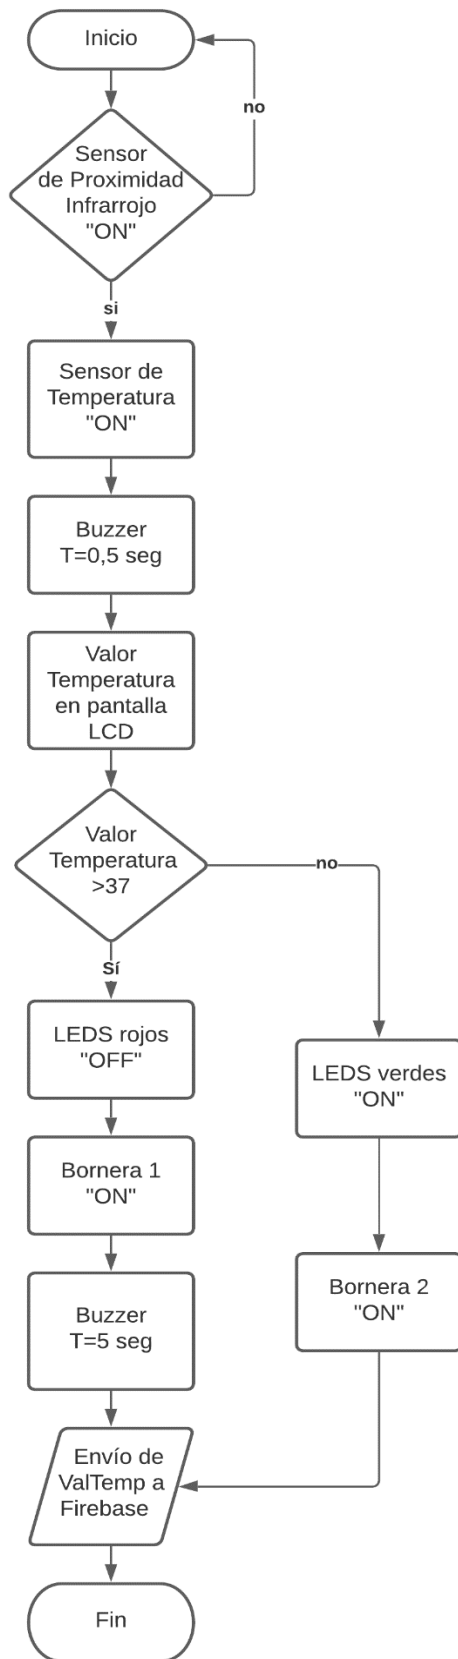 Inicio
no
Sensor
de Proximidad
Infrarrojo
"ON"
si
Sensor de
Temperatura
"ON"
Buzzer
T=0,5 seg
Valor
Temperatura
en pantalla
LCD
Valor
Temperatura
>37
no
Sí
LEDS rojos
"OFF"
LEDS verdes
"ON"
Bornera 1
"ON"
Bornera 2
"ON"
Buzzer
T=5 seg
Envío de
ValTemp a
Firebase
Fin